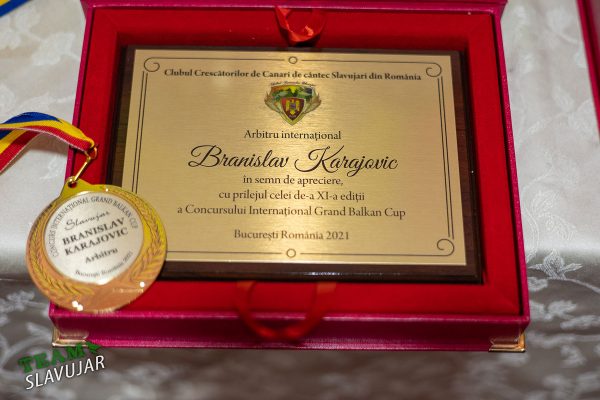 Clubul Crescătorilor de Canari de cântec Slavujari din România
Arbitru internațional
Branislav Karajovic
în semn de apreciere,
cu prilejul celei de-a XI-a ediții
a Concursului Internațional Grand Balkan Cup
București România 2021
CONCURS INTERNAȚIONAL GRAND BALKAN CUP
Slavujar
BRANISLAV
KARAJOVIC
Arbitru
București România 2021
TEAM
SLAVUJAR